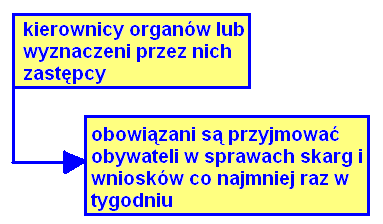 kierownicy organów lub
wyznaczeni przez nich
zastępcy
obowiązani są przyjmować
obywateli w sprawach skarg i
wniosków co najmniej raz w
tygodniu